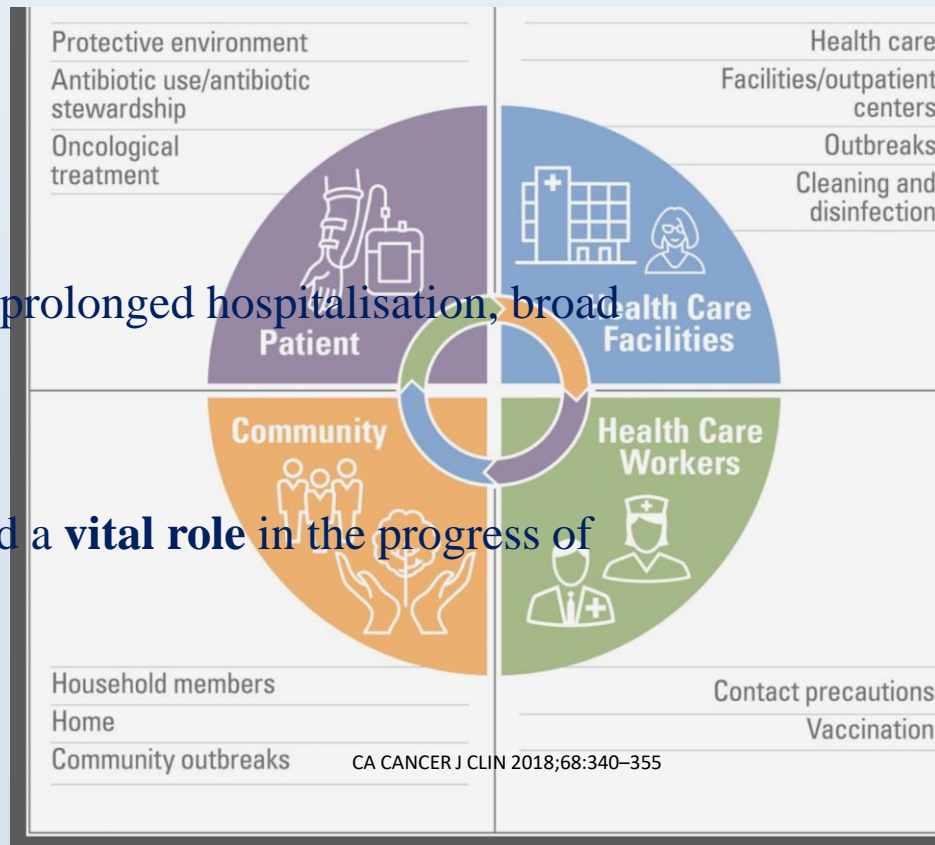 Protective environment
Antibiotic use/antibiotic
stewardship
Oncological
treatment
Health care
Facilities/outpatient
centers
Outbreaks
Cleaning and
disinfection
prolonged hospitalisation, broad
Patient
Health Care
Facilities
Community
Health Care
Workers
a vital role in the progress of
Household members
Home
Community outbreaks
Contact precautions
Vaccination
CA CANCER J CLIN 2018;68:340–355